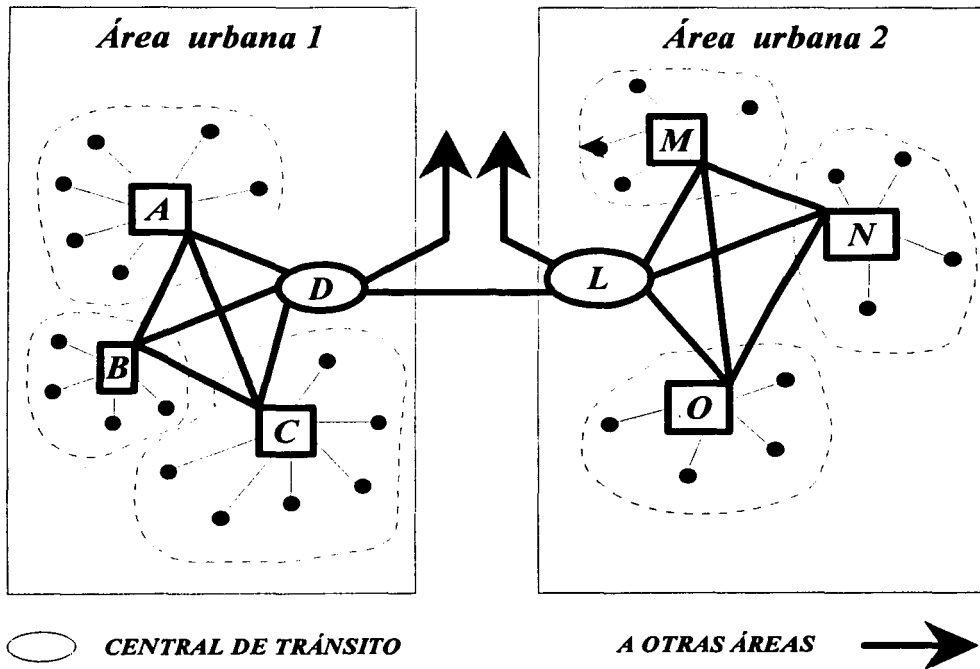 Área urbana 1
Área urbana 2
M
A
N
D
L
B
C
O
CENTRAL DE TRÁNSITO
A OTRAS ÁREAS